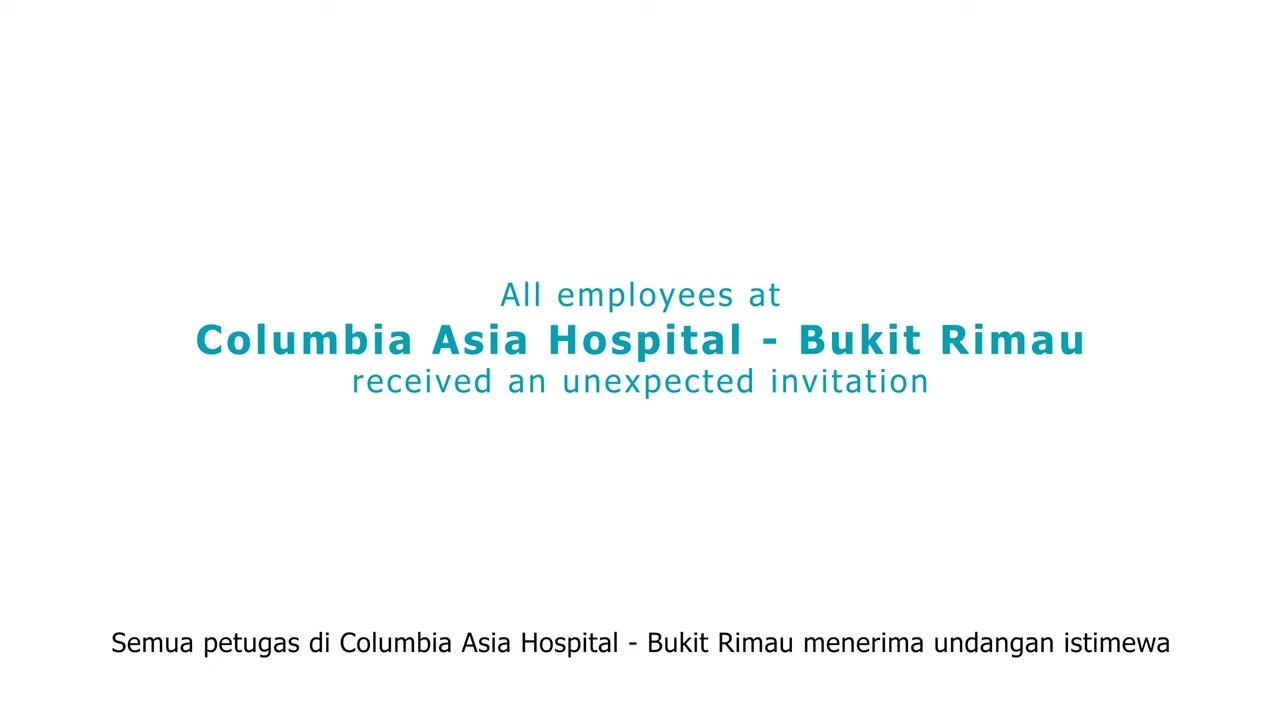 All employees at
Columbia Asia Hospital - Bukit Rimau
received an unexpected invitation
Semua petugas di Columbia Asia Hospital - Bukit Rimau menerima undangan istimewa